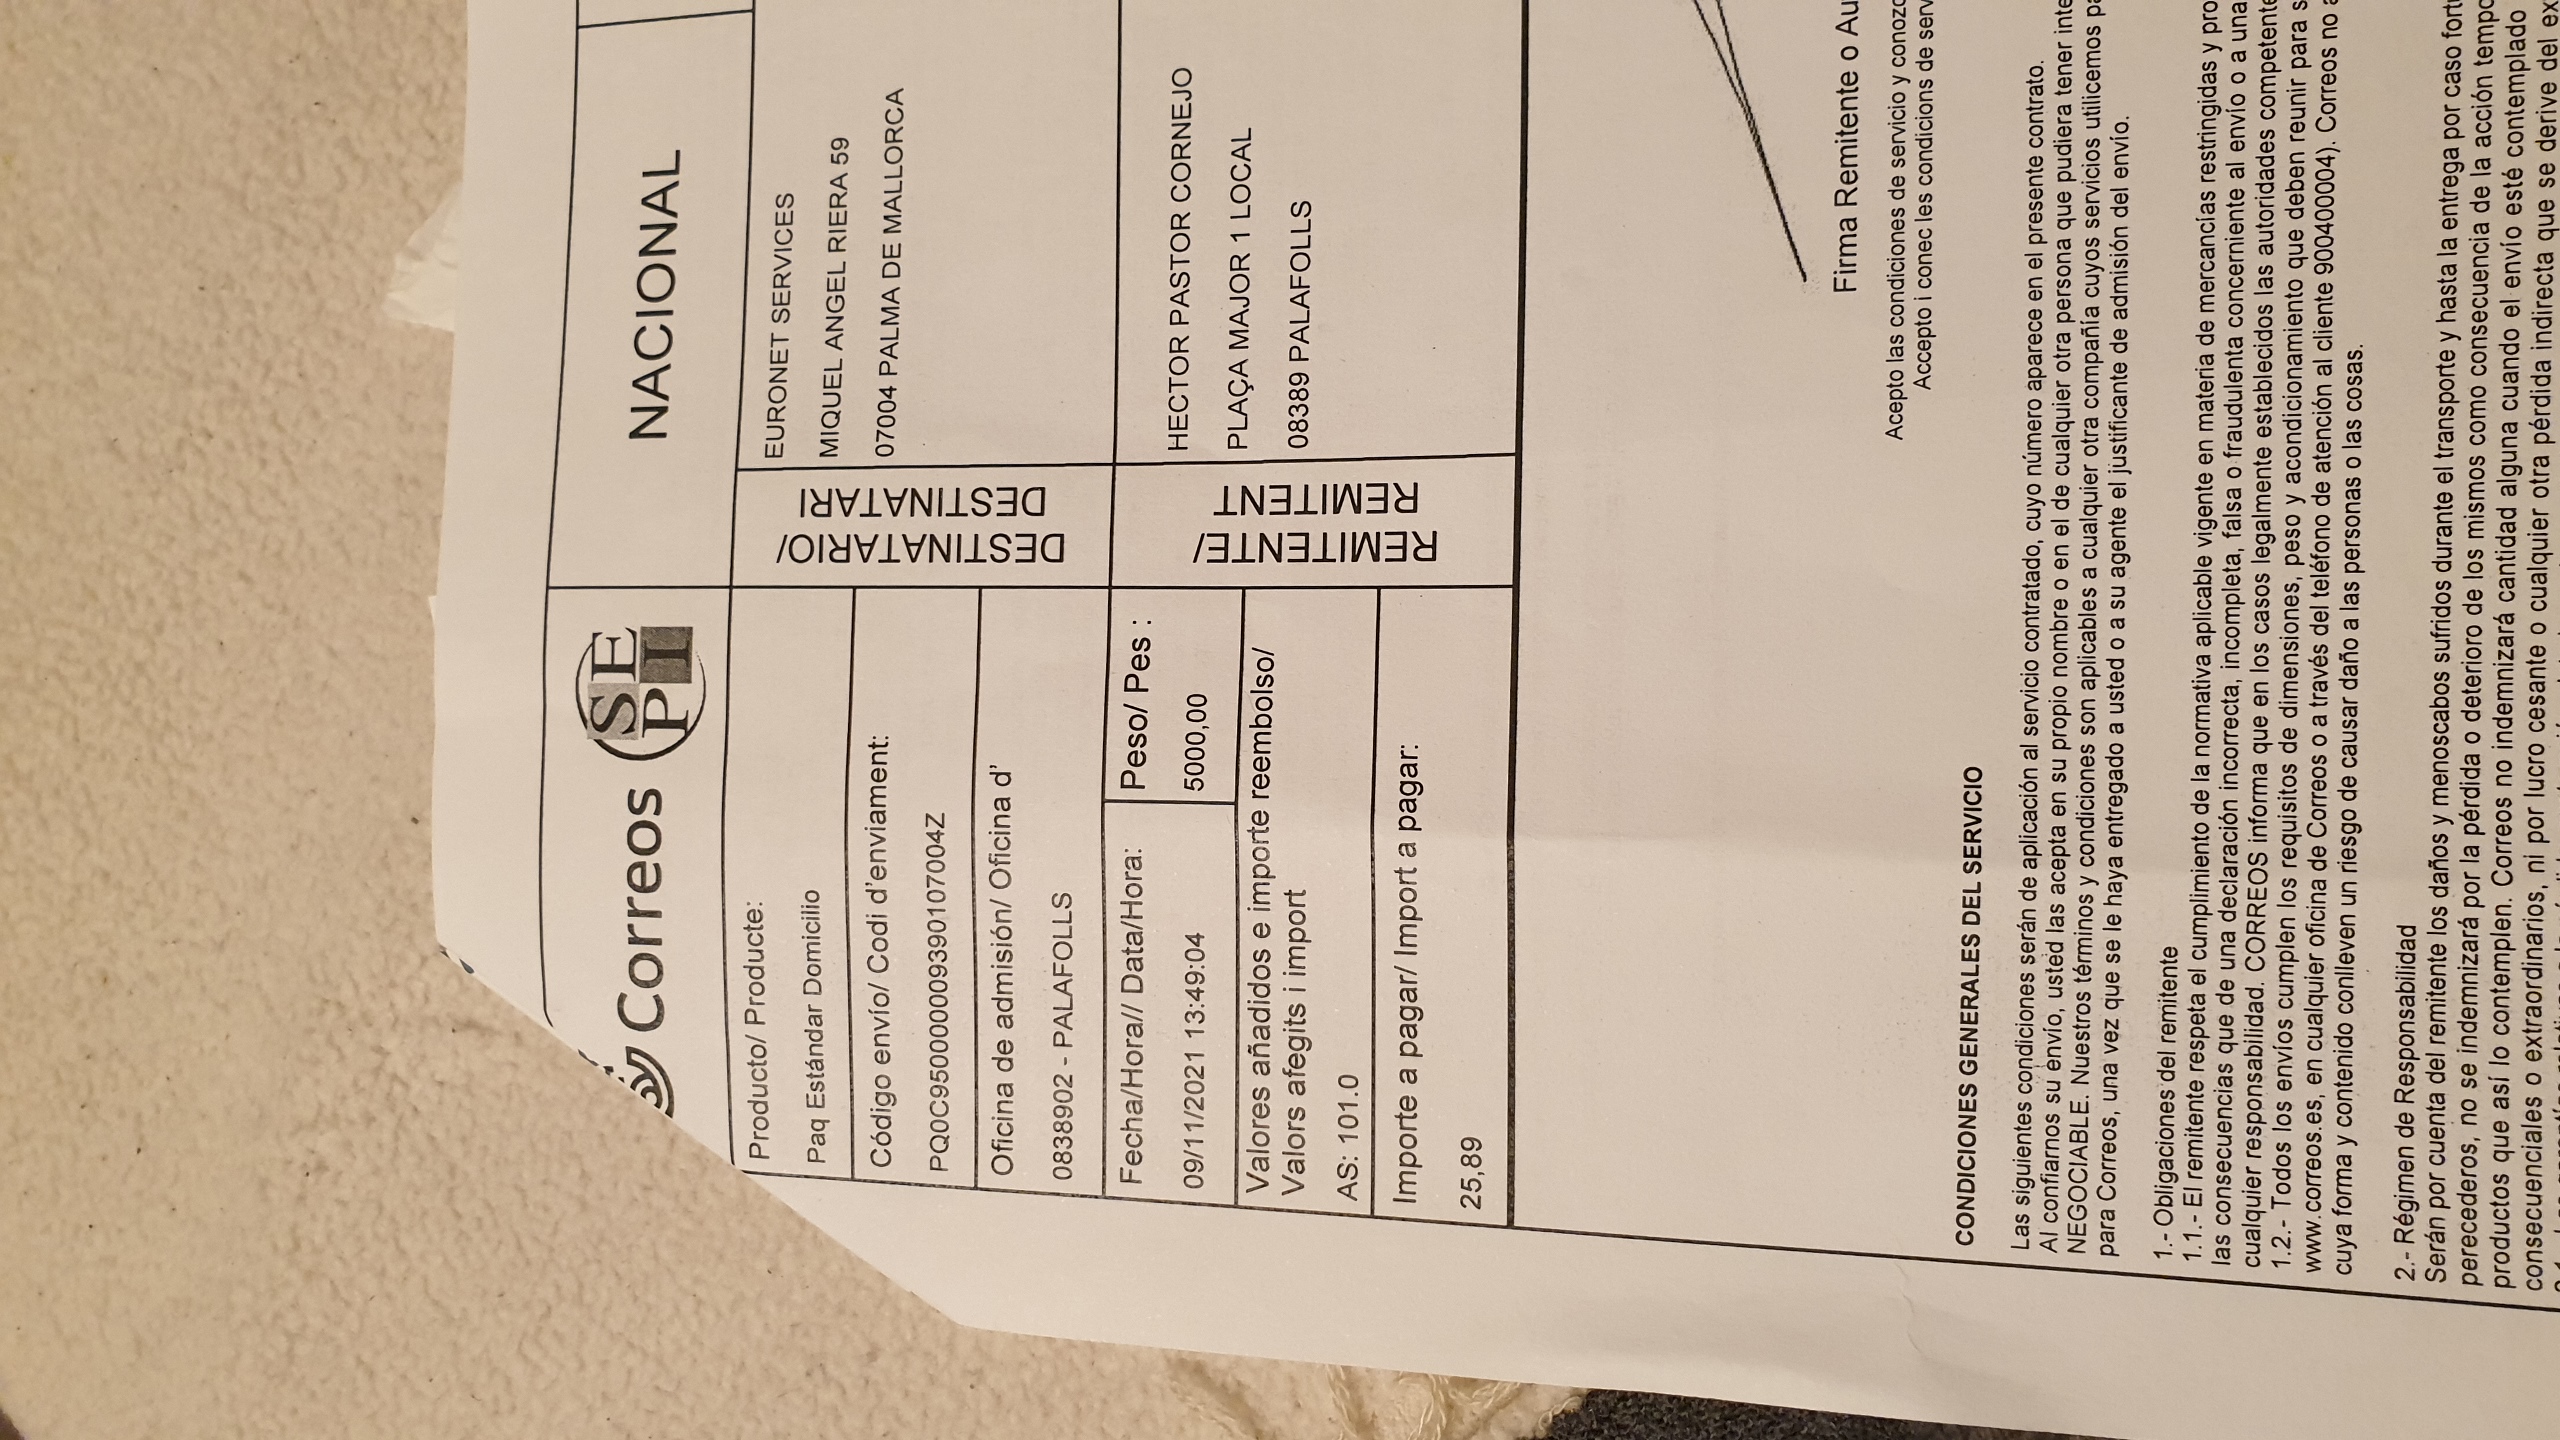 Correos
SEPI
NACIONAL
Producto/ Producte:
Paq Estándar Domicilio
Código envío/ Codi d'enviament:
PQ0C950000009390107004Z
Oficina de admisión/ Oficina d'
0838902 - PALAFOLLS
Fecha/Hora// Data/Hora:
09/11/2021 13:49:04
Peso/ Pes :
5000,00
Valores añadidos e importe reembolso/
Valors afegits i import
AS: 101.0
Importe a pagar/ Import a pagar:
25,89
DESTINATARIO/
DESTINATARI
EURONET SERVICES
MIQUEL ANGEL RIERA 59
07004 PALMA DE MALLORCA
REMITENTE/
REMITENT
HECTOR PASTOR CORNEJO
PLAÇA MAJOR 1 LOCAL
08389 PALAFOLLS
Firma Remitente o Au
Acepto las condiciones de servicio y conozc
Accepto i conec les condicions de serv
CONDICIONES GENERALES DEL SERVICIO
Las siguientes condiciones serán de aplicación al servicio contratado, cuyo número aparece en el presente contrato.
Al confiarnos su envío, usted las acepta en su propio nombre o en el de cualquier otra persona que pudiera tener inte
NEGOCIABLE. Nuestros términos y condiciones son aplicables a cualquier otra compañía cuyos servicios utilicemos pa
para Correos, una vez que se le haya entregado a usted o a su agente el justificante de admisión del envío.
1.- Obligaciones del remitente
1.1.- El remitente respeta el cumplimiento de la normativa aplicable vigente en materia de mercancías restringidas y pro
las consecuencias que de una declaración incorrecta, incompleta, falsa o fraudulenta concerniente al envío o a una
cualquier responsabilidad. CORREOS informa que en los casos legalmente establecidos las autoridades competente
1.2.- Todos los envíos cumplen los requisitos de dimensiones, peso y acondicionamiento que deben reunir para s
www.correos.es, en cualquier oficina de Correos o a través del teléfono de atención al cliente 900400004). Correos no a
cuya forma y contenido conlleven un riesgo de causar daño a las personas o las cosas.
2.- Régimen de Responsabilidad
Serán por cuenta del remitente los daños y menoscabos sufridos durante el transporte y hasta la entrega por caso fort
perecederos, no se indemnizará por la pérdida o deterioro de los mismos como consecuencia de la acción tempo
productos que así lo contemplen. Correos no indemnizará cantidad alguna cuando el envío esté contemplado
consecuenciales o extraordinarios, ni por lucro cesante o cualquier otra pérdida indirecta que se derive del ex